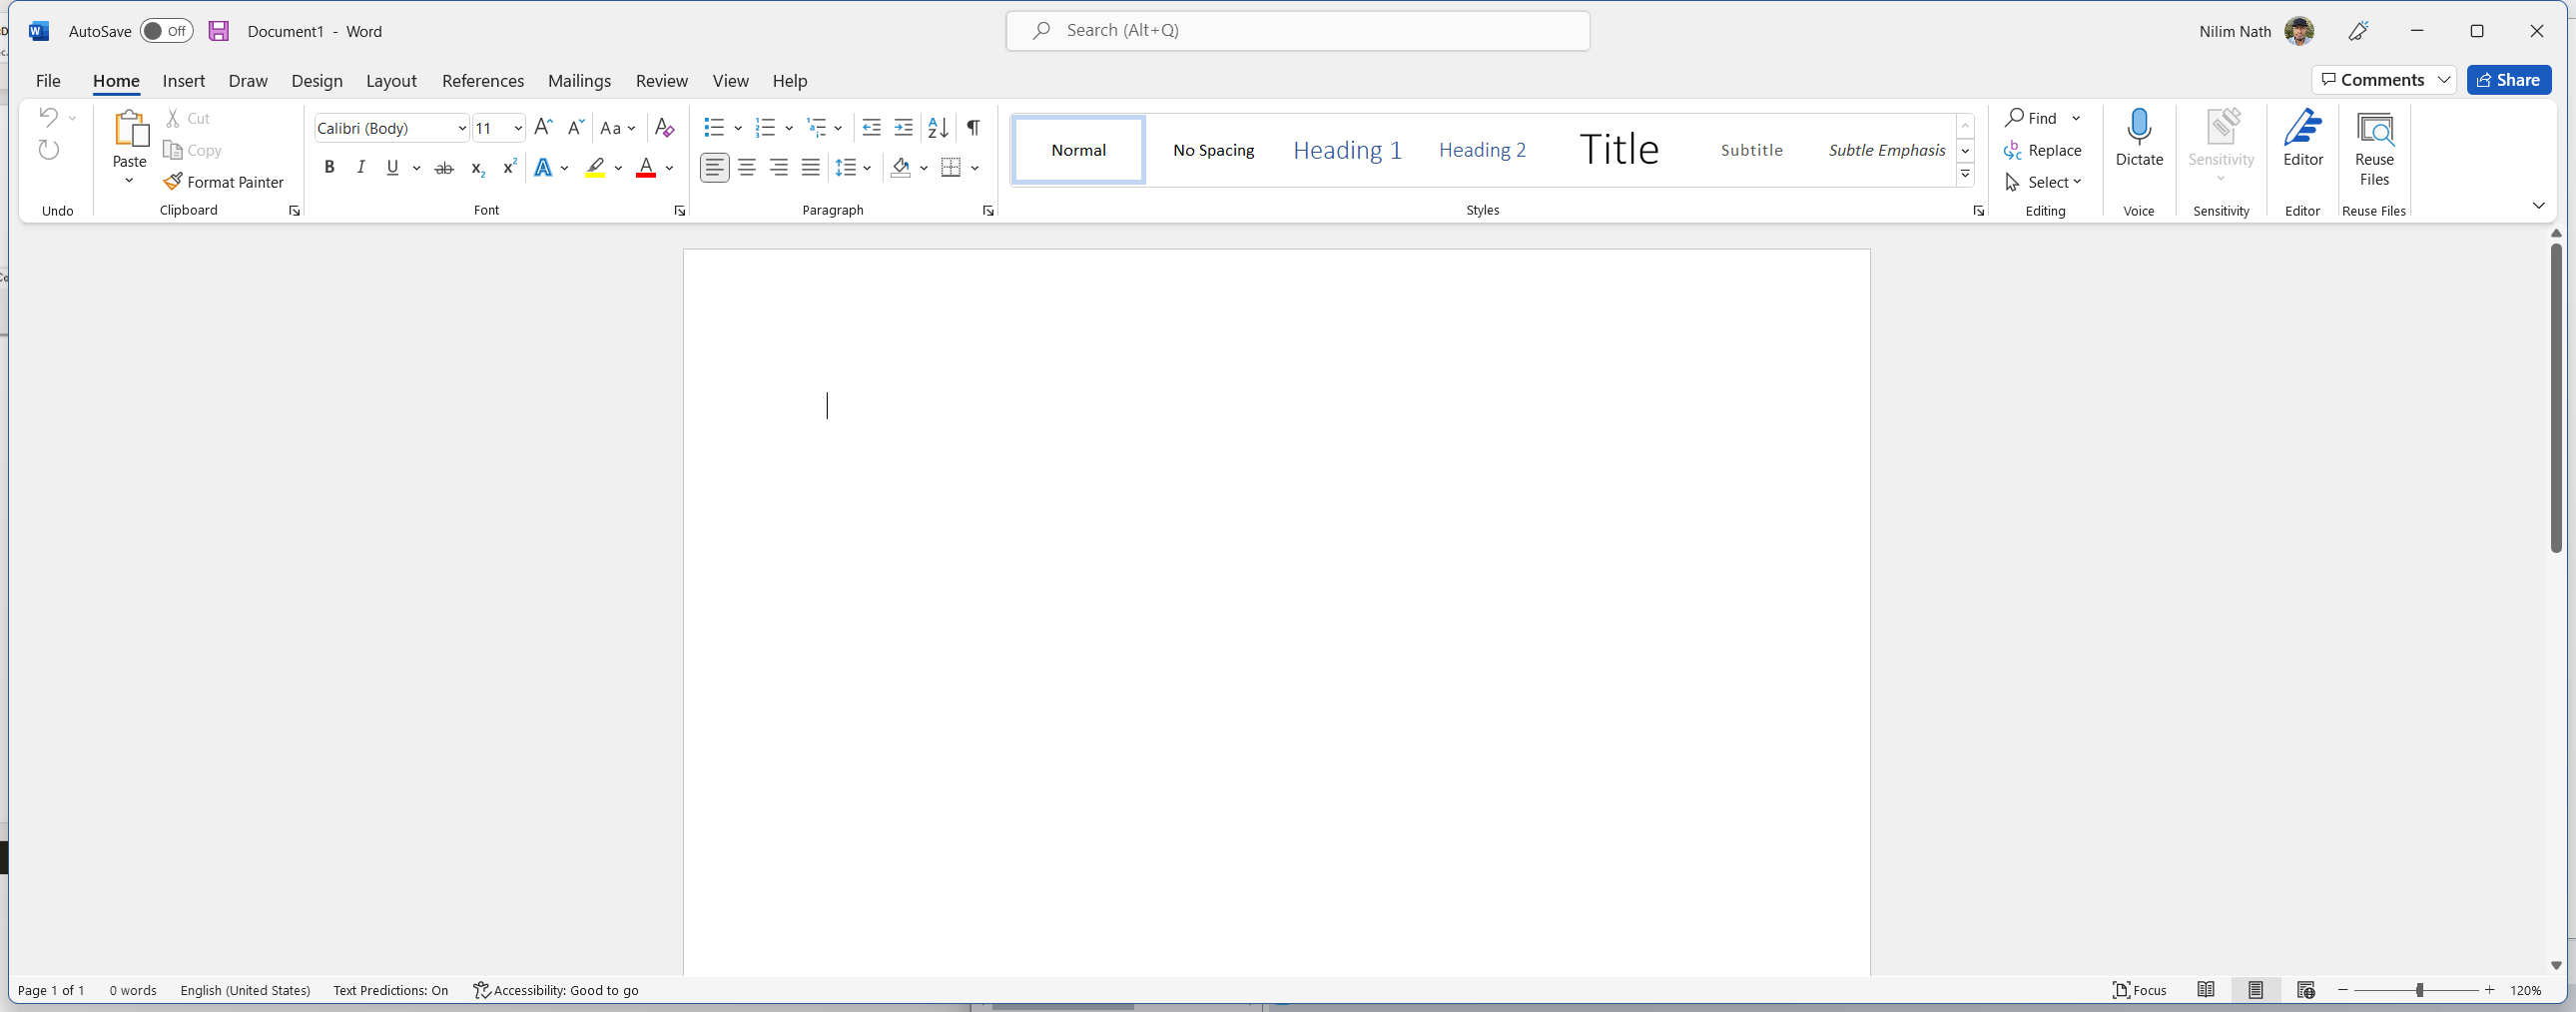 AutoSave Off Document1 - Word Search (Alt+Q) Nilim Nath
File Home Insert Draw Design Layout References Mailings Review View Help Comments Share
Undo
Paste
Cut
Copy
Format Painter
Clipboard
Calibri (Body) 11 Aa
B I U ab x₂ x² A A
Font
Paragraph
Normal No Spacing Heading 1 Heading 2 Title Subtitle Subtle Emphasis
Styles
Find
Replace
Select
Editing
Dictate
Voice
Sensitivity
Sensitivity
Editor
Editor
Reuse
Files
Reuse Files
Page 1 of 1 0 words English (United States) Text Predictions: On Accessibility: Good to go Focus 120%